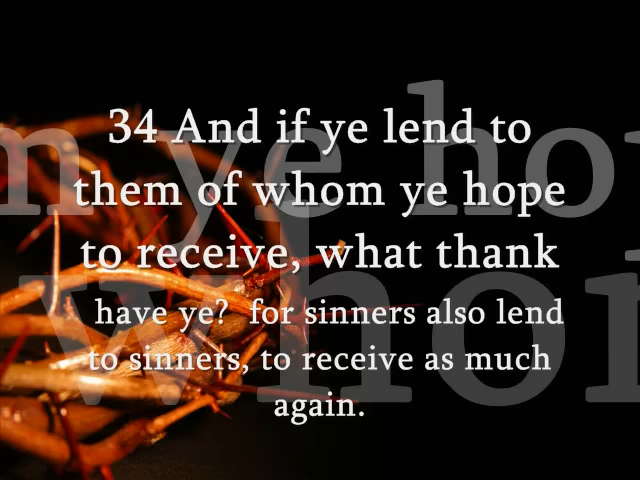 34 And if ye lend to
them of whom ye hope
to receive, what thank
have ye?  for sinners also lend
to sinners, to receive as much
again.